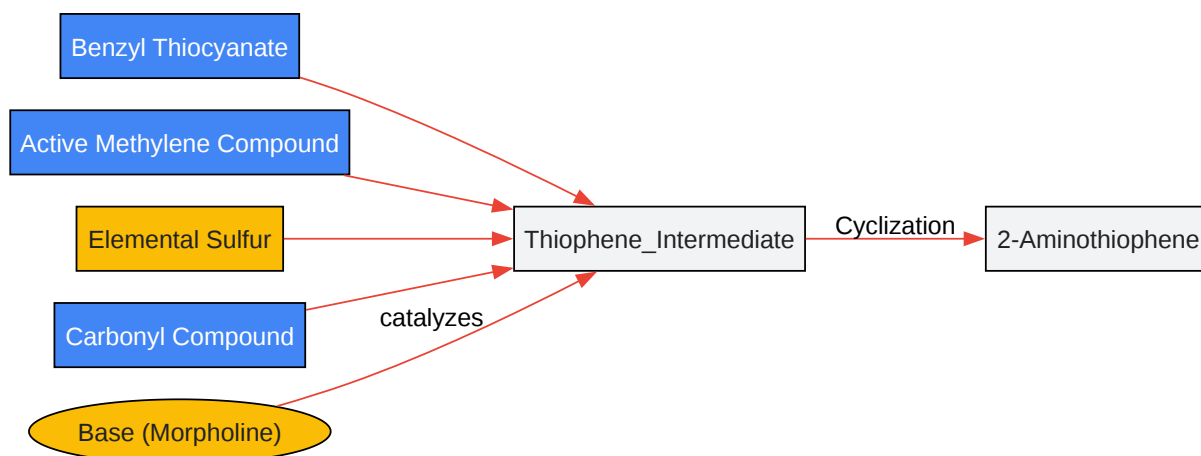 Benzyl Thiocyanate
Active Methylene Compound
Elemental Sulfur
Carbonyl Compound
Base (Morpholine)
catalyzes
Thiophene_Intermediate
Cyclization
2-Aminothiophene